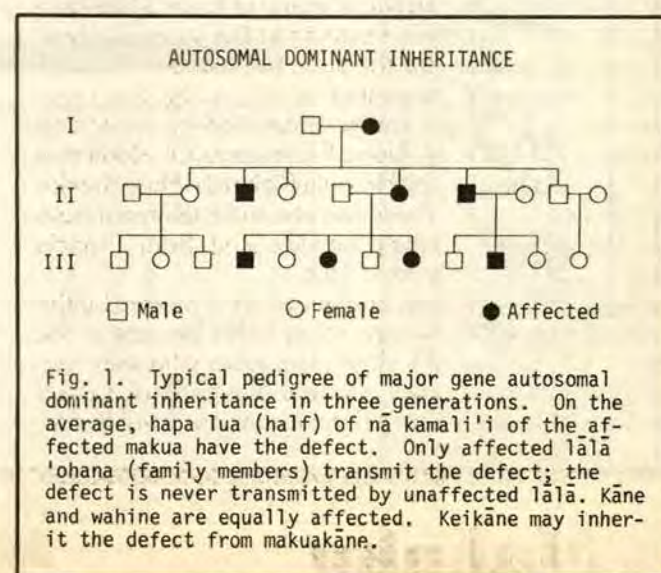 AUTOSOMAL DOMINANT INHERITANCE
I
II
III
Male Female Affected
Fig. 1. Typical pedigree of major gene autosomal
dominant inheritance in three generations. On the
average, hapa lua (half) of nā kamali'i of the af-
fected makua have the defect. Only affected lālā
'ohana (family members) transmit the defect; the
defect is never transmitted by unaffected lālā. Kāne
and wahine are equally affected. Keikāne may inher-
it the defect from makuakāne.